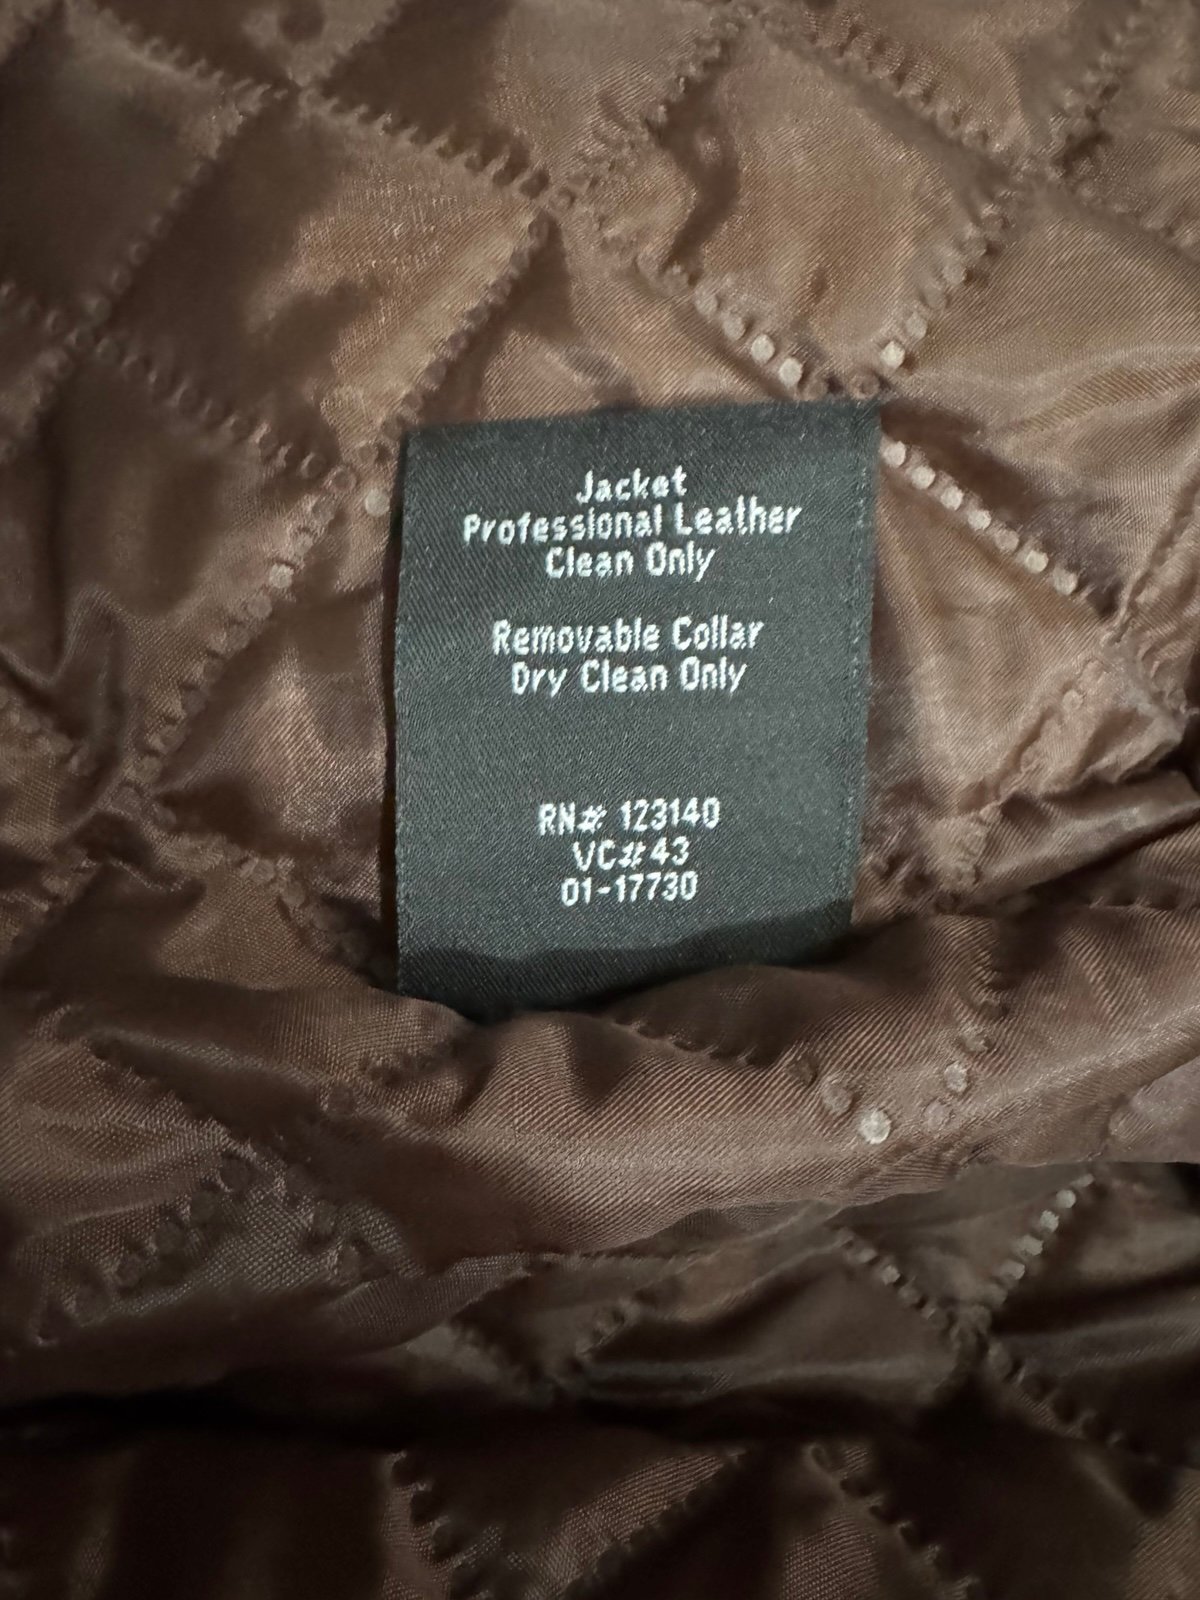 Jacket
Professional Leather
Clean Only
Removable Collar
Dry Clean Only
RN# 123140
VC#43
01-17730